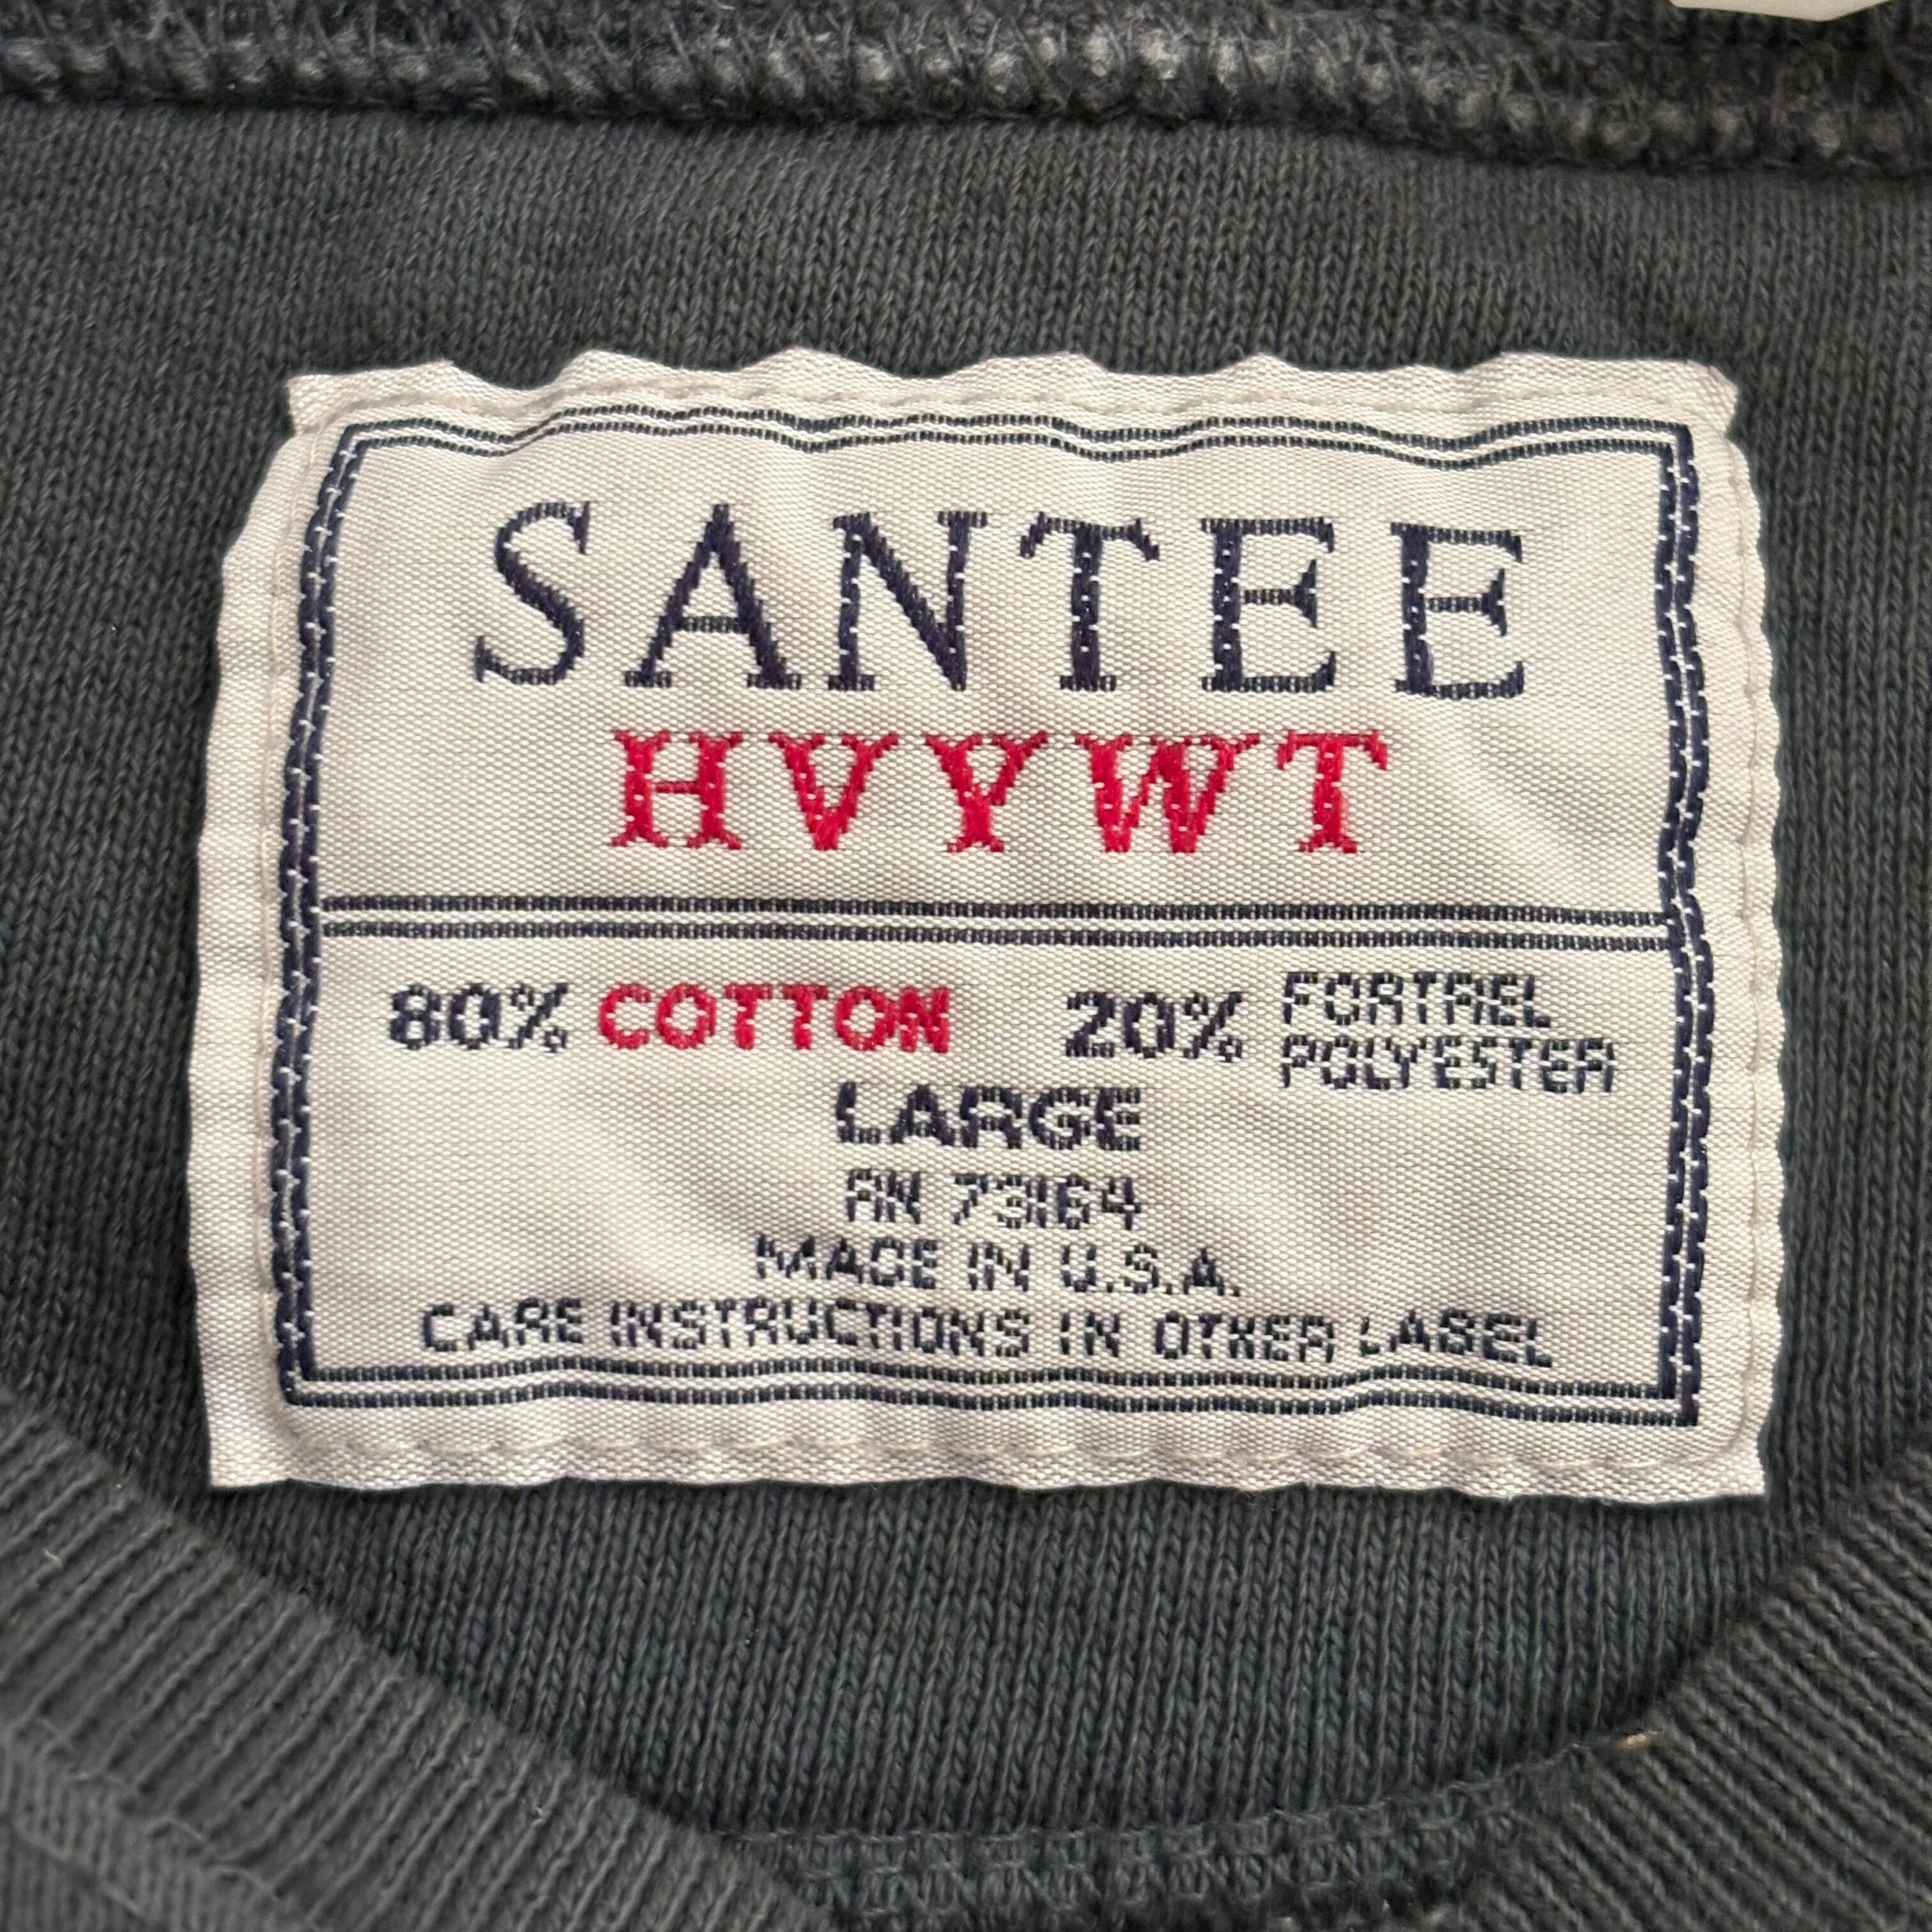 SANTEE
HVYWT
80% COTTON 20% FORTREL POLYESTER
LARGE
RN 73164
MADE IN U.S.A.
CARE INSTRUCTIONS IN OTHER LABEL